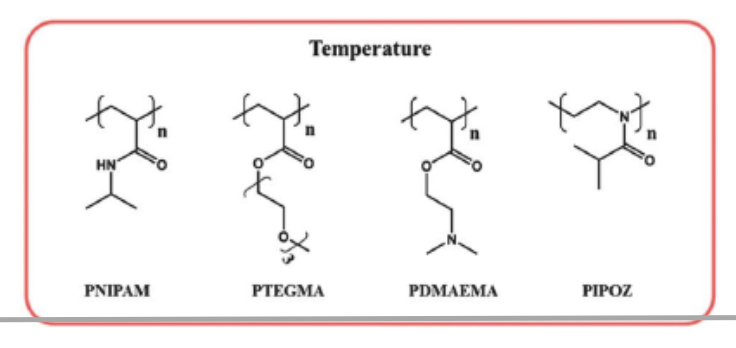 Temperature
n n n n
HN O O O O O N O
O N
3
PNIPAM PTEGMA PDMAEMA PIPOZ